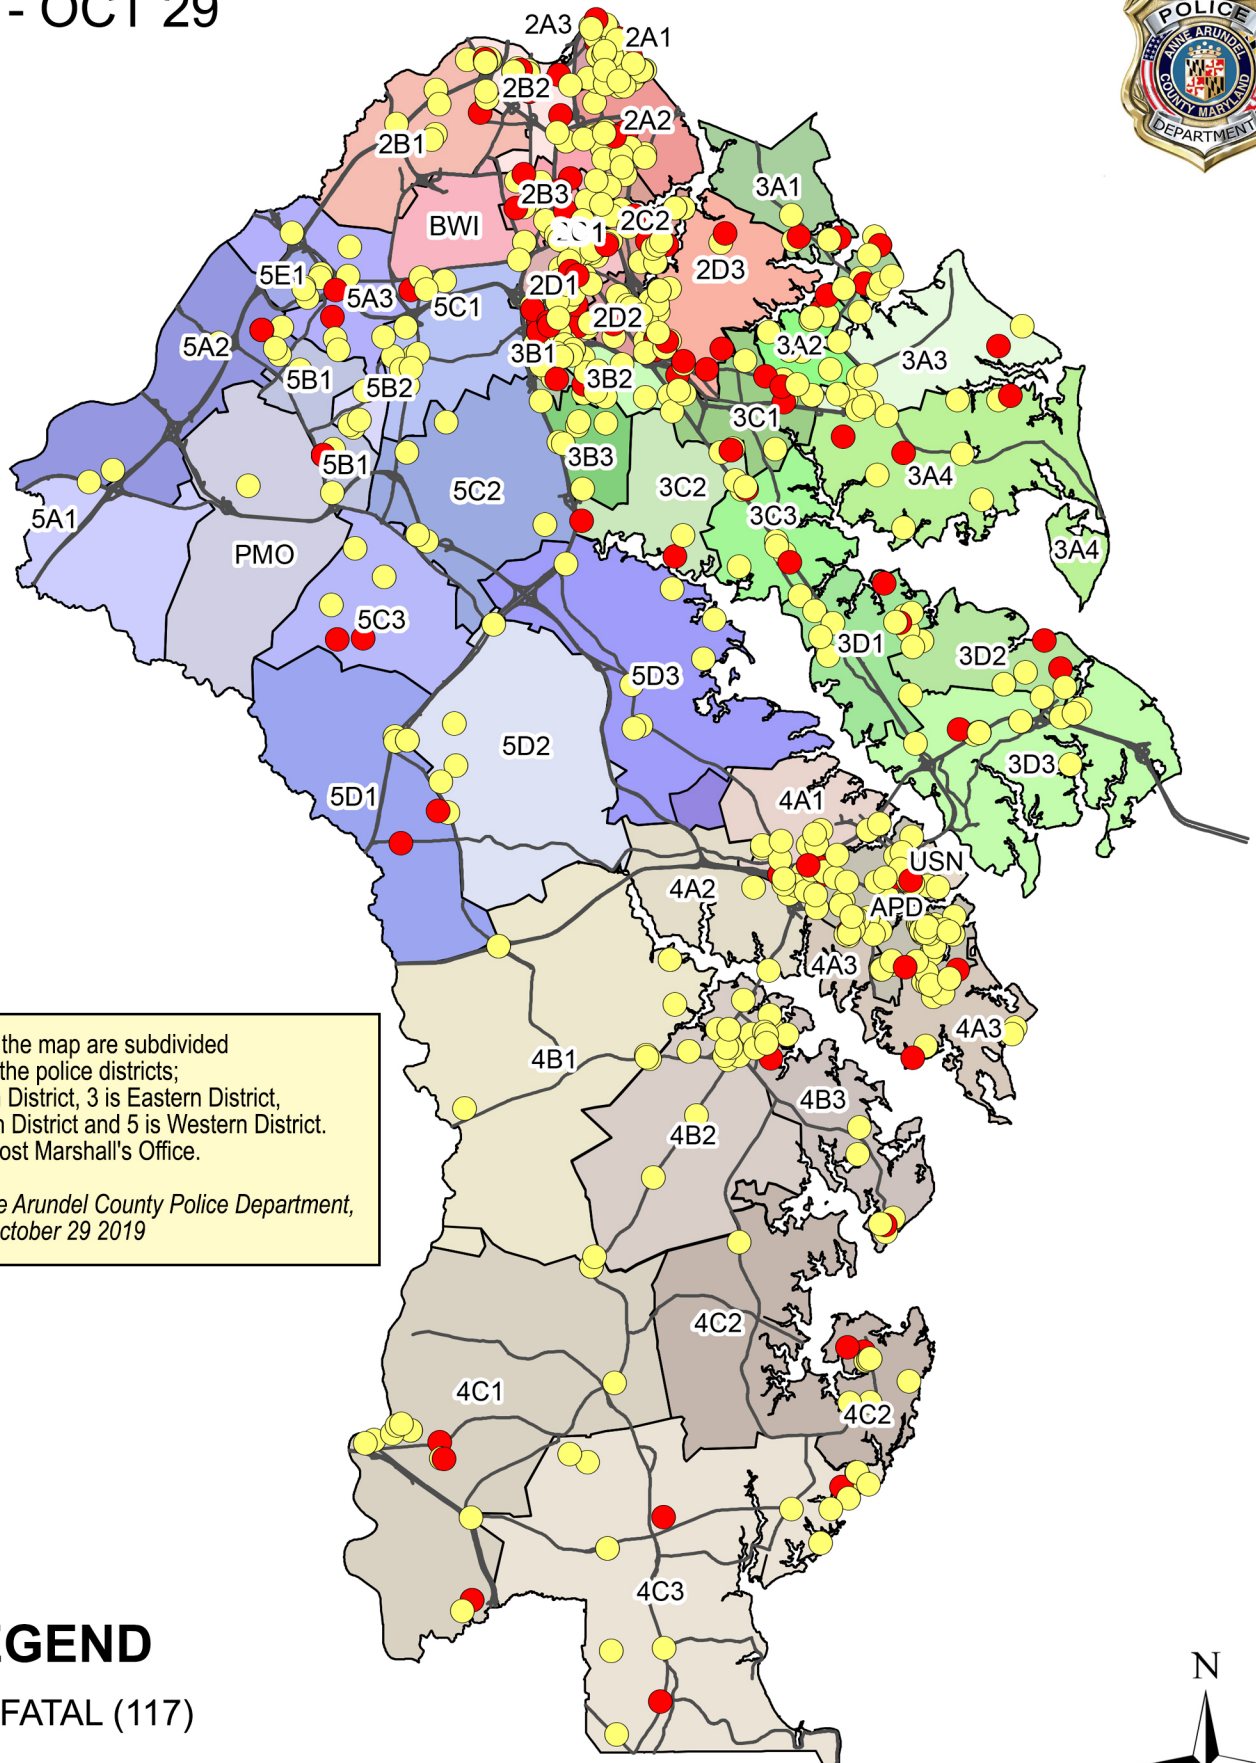 - OCT 29
POLICE
ANNE ARUNDEL
COUNTY MARYLAND
DEPARTMENT
2A3
2A1
2B2
2A2
2B1
3A1
2B3
BWI
2C2
2C1
5E1
2D3
5A3
2D1
5C1
2D2
5A2
3A2
3B1
3A3
5B1
5B2
3B2
3C1
3B3
5B1
3A4
5C2
3C2
5A1
3C3
PMO
3A4
5C3
3D1
3D2
5D3
5D2
3D3
5D1
4A1
USN
4A2
APD
4A3
4A3
the map are subdivided
the police districts;
District, 3 is Eastern District,
District and 5 is Western District.
ost Marshall's Office.
e Arundel County Police Department,
ctober 29 2019
4B1
4B3
4B2
4C2
4C1
4C2
4C3
EGEND
FATAL (117)
N